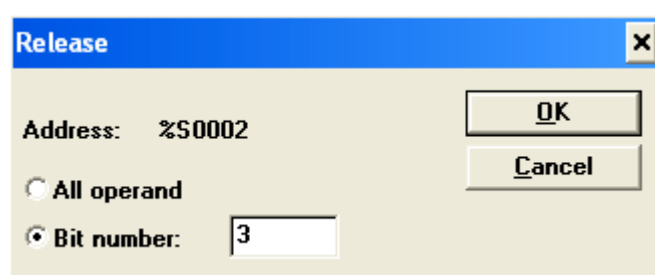 Release
Address: %S0002
OK
Cancel
All operand
Bit number: 3